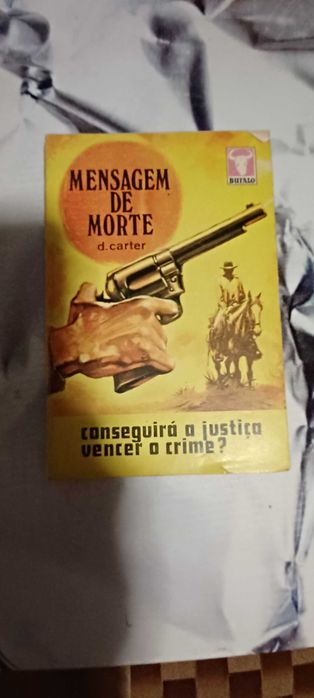 MENSAGEM
DE
MORTE
d.carter
BUFALO
conseguirá a justiça
vencer o crime?